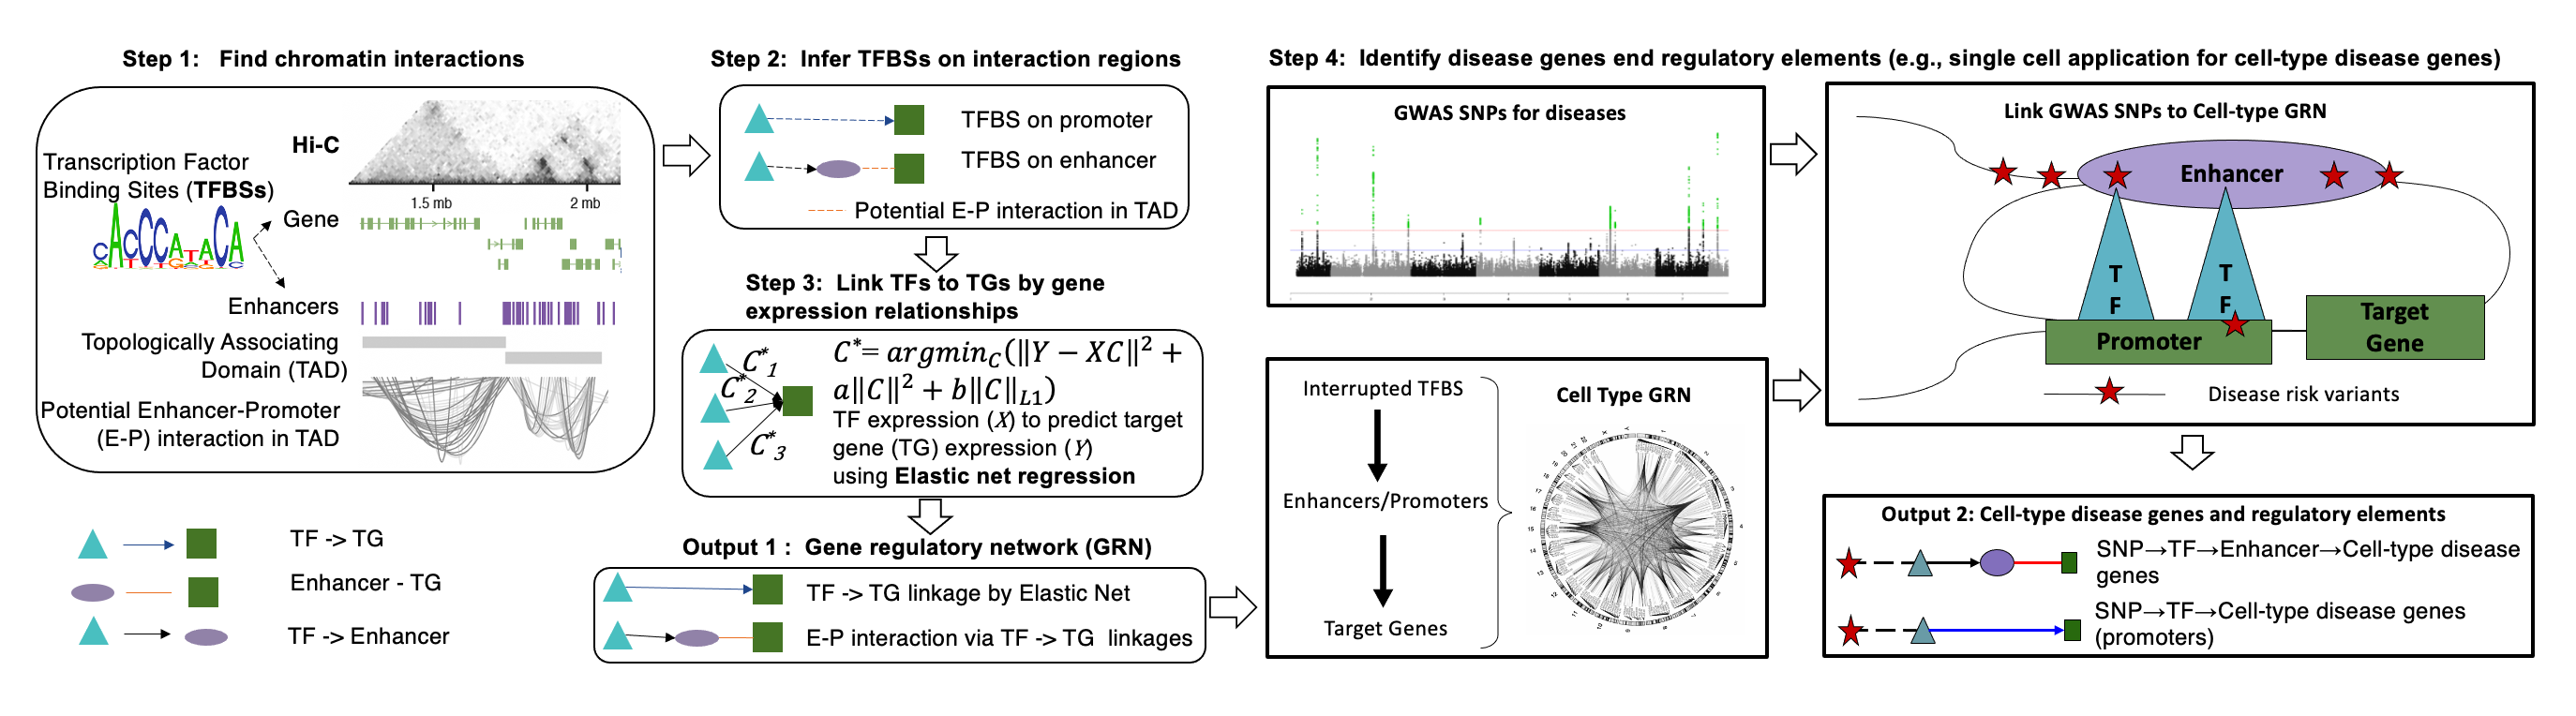 Step 1: Find chromatin interactions
Hi-C
Transcription Factor
Binding Sites (TFBSs)
1.5 mb
2 mb
Gene
CACCCATACA
Enhancers
Topologically Associating
Domain (TAD)
Potential Enhancer-Promoter
(E-P) interaction in TAD
TF -> TG
Enhancer - TG
TF -> Enhancer
Step 2: Infer TFBSs on interaction regions
TFBS on promoter
TFBS on enhancer
Potential E-P interaction in TAD
Step 3: Link TFs to TGs by gene
expression relationships
C*1
C*2
C*3
C*= argminC(‖Y − XC‖² +
a‖C‖² + b‖C‖L1)
TF expression (X) to predict target
gene (TG) expression (Y)
using Elastic net regression
Output 1 : Gene regulatory network (GRN)
TF -> TG linkage by Elastic Net
E-P interaction via TF -> TG linkages
Step 4: Identify disease genes end regulatory elements (e.g., single cell application for cell-type disease genes)
GWAS SNPs for diseases
Interrupted TFBS
Enhancers/Promoters
Target Genes
Cell Type GRN
Link GWAS SNPs to Cell-type GRN
Enhancer
T
F
T
F
Promoter
Target
Gene
Disease risk variants
Output 2: Cell-type disease genes and regulatory elements
SNP→TF→Enhancer→Cell-type disease
genes
SNP→TF→Cell-type disease genes
(promoters)